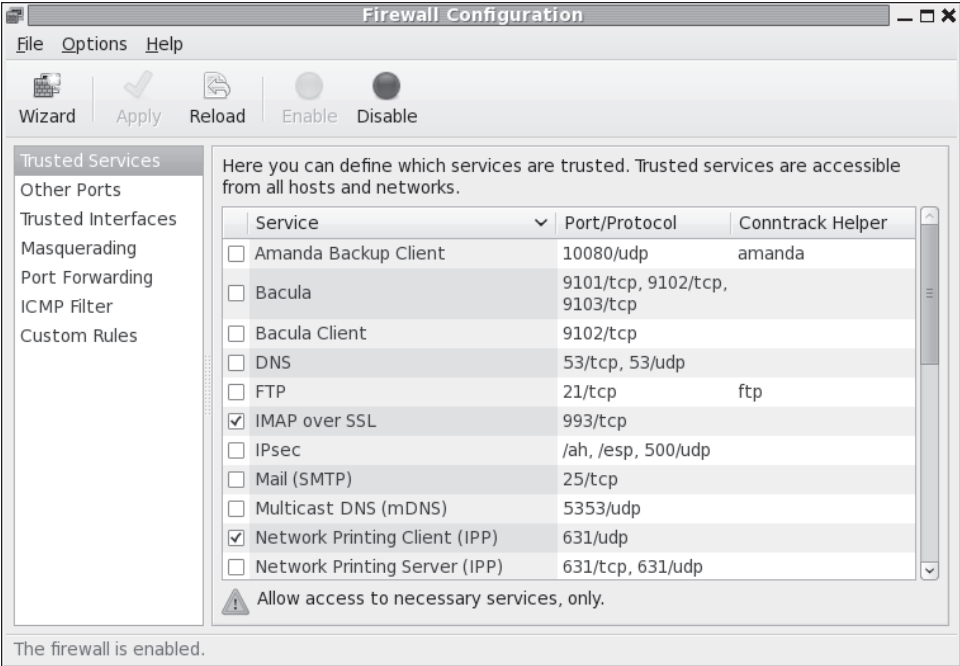 Firewall Configuration
File Options Help
Wizard Apply Reload Enable Disable
Trusted Services
Other Ports
Trusted Interfaces
Masquerading
Port Forwarding
ICMP Filter
Custom Rules
Here you can define which services are trusted. Trusted services are accessible
from all hosts and networks.
Service Port/Protocol Conntrack Helper
Amanda Backup Client 10080/udp amanda
Bacula 9101/tcp, 9102/tcp,
9103/tcp
Bacula Client 9102/tcp
DNS 53/tcp, 53/udp
FTP 21/tcp ftp
IMAP over SSL 993/tcp
IPsec /ah, /esp, 500/udp
Mail (SMTP) 25/tcp
Multicast DNS (mDNS) 5353/udp
Network Printing Client (IPP) 631/udp
Network Printing Server (IPP) 631/tcp, 631/udp
Allow access to necessary services, only.
The firewall is enabled.